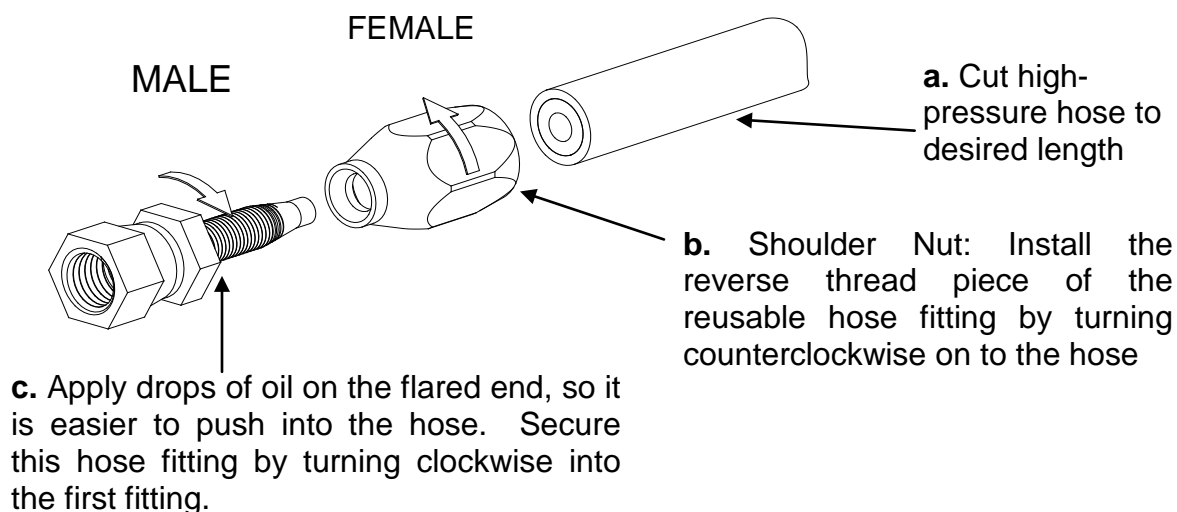 FEMALE
MALE
a. Cut high-
pressure hose to
desired length
b. Shoulder Nut: Install the
reverse thread piece of the
reusable hose fitting by turning
counterclockwise on to the hose
c. Apply drops of oil on the flared end, so it
is easier to push into the hose. Secure
this hose fitting by turning clockwise into
the first fitting.